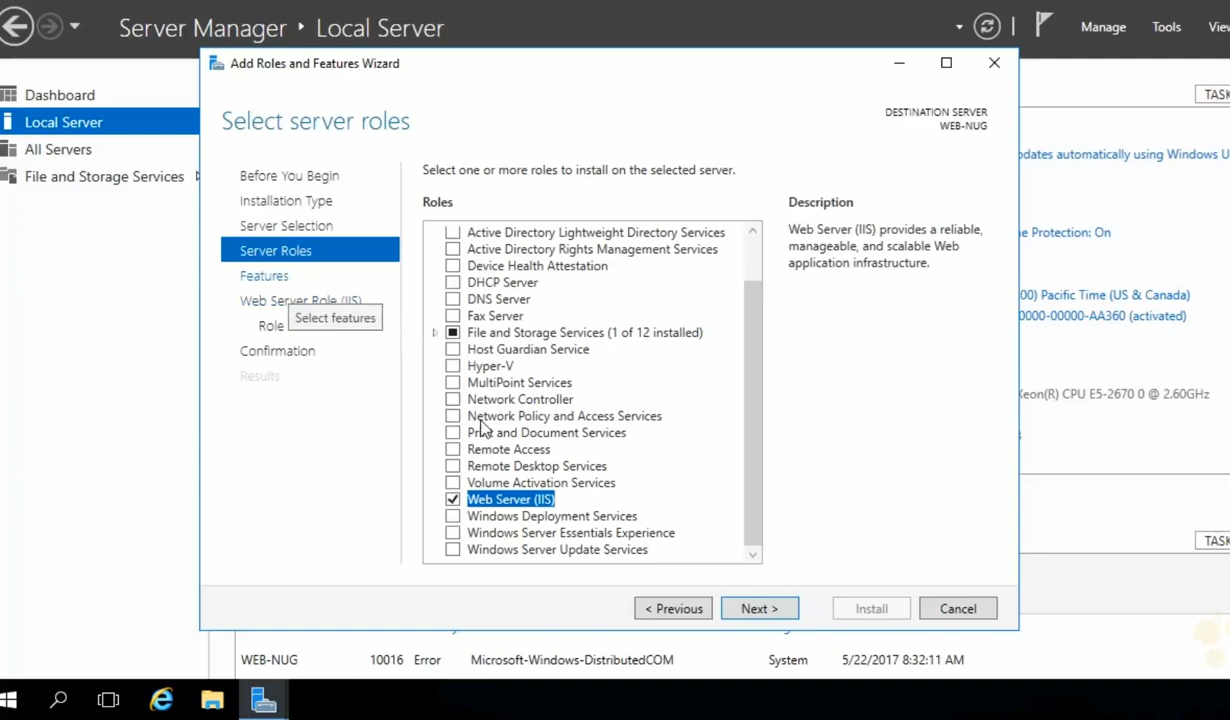 Server Manager ‣ Local Server
Manage
Tools
View
Add Roles and Features Wizard
Dashboard
Local Server
All Servers
File and Storage Services
Select server roles
DESTINATION SERVER
WEB-NUG
Before You Begin
Installation Type
Server Selection
Server Roles
Features
Web Server Role (IIS)
Select features
Role
Confirmation
Results
Select one or more roles to install on the selected server.
Roles
Active Directory Lightweight Directory Services
Active Directory Rights Management Services
Device Health Attestation
DHCP Server
DNS Server
Fax Server
File and Storage Services (1 of 12 installed)
Host Guardian Service
Hyper-V
MultiPoint Services
Network Controller
Network Policy and Access Services
Print and Document Services
Remote Access
Remote Desktop Services
Volume Activation Services
Web Server (IIS)
Windows Deployment Services
Windows Server Essentials Experience
Windows Server Update Services
Description
Web Server (IIS) provides a reliable,
manageable, and scalable Web
application infrastructure.
< Previous
Next >
Install
Cancel
TASK
pdates automatically using Windows U
e Protection: On
00) Pacific Time (US & Canada)
0000-00000-AA360 (activated)
Xeon(R) CPU E5-2670 0 @ 2.60GHz
TASK
WEB-NUG 10016 Error Microsoft-Windows-DistributedCOM System 5/22/2017 8:32:11 AM